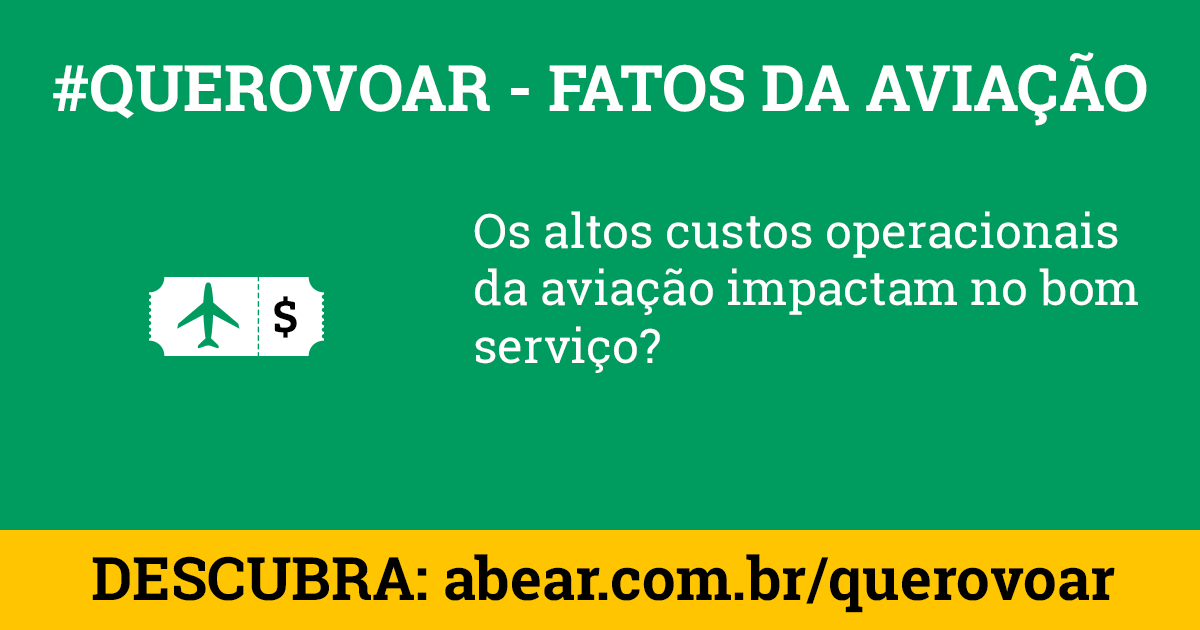 #QUEROVOAR - FATOS DA AVIAÇÃO
Os altos custos operacionais
da aviação impactam no bom
serviço?
$
DESCUBRA: abear.com.br/querovoar